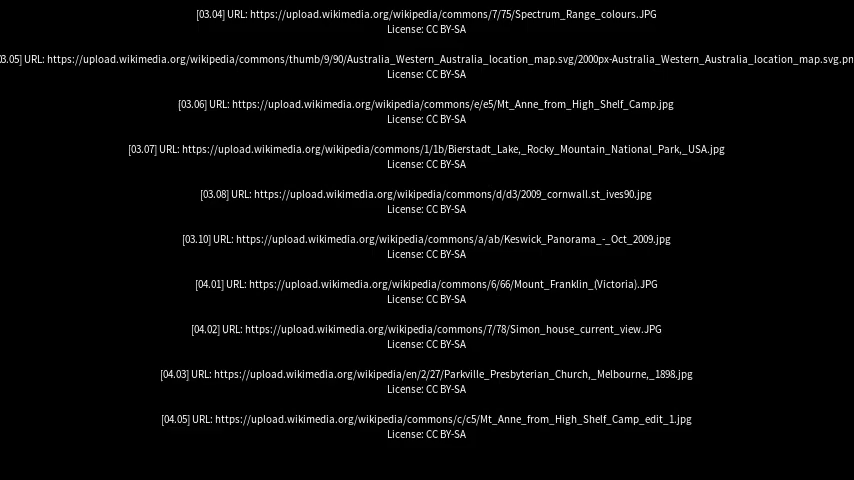 [03.04] URL: https://upload.wikimedia.org/wikipedia/commons/7/75/Spectrum_Range_colours.JPG
License: CC BY-SA
03.05] URL: https://upload.wikimedia.org/wikipedia/commons/thumb/9/90/Australia_Western_Australia_location_map.svg/2000px-Australia_Western_Australia_location_map.svg.pn
License: CC BY-SA
[03.06] URL: https://upload.wikimedia.org/wikipedia/commons/e/e5/Mt_Anne_from_High_Shelf_Camp.jpg
License: CC BY-SA
[03.07] URL: https://upload.wikimedia.org/wikipedia/commons/1/1b/Bierstadt_Lake,_Rocky_Mountain_National_Park,_USA.jpg
License: CC BY-SA
[03.08] URL: https://upload.wikimedia.org/wikipedia/commons/d/d3/2009_cornwall.st_ives90.jpg
License: CC BY-SA
[03.10] URL: https://upload.wikimedia.org/wikipedia/commons/a/ab/Keswick_Panorama_-_Oct_2009.jpg
License: CC BY-SA
[04.01] URL: https://upload.wikimedia.org/wikipedia/commons/6/66/Mount_Franklin_(Victoria).JPG
License: CC BY-SA
[04.02] URL: https://upload.wikimedia.org/wikipedia/commons/7/78/Simon_house_current_view.JPG
License: CC BY-SA
[04.03] URL: https://upload.wikimedia.org/wikipedia/en/2/27/Parkville_Presbyterian_Church,_Melbourne,_1898.jpg
License: CC BY-SA
[04.05] URL: https://upload.wikimedia.org/wikipedia/commons/c/c5/Mt_Anne_from_High_Shelf_Camp_edit_1.jpg
License: CC BY-SA